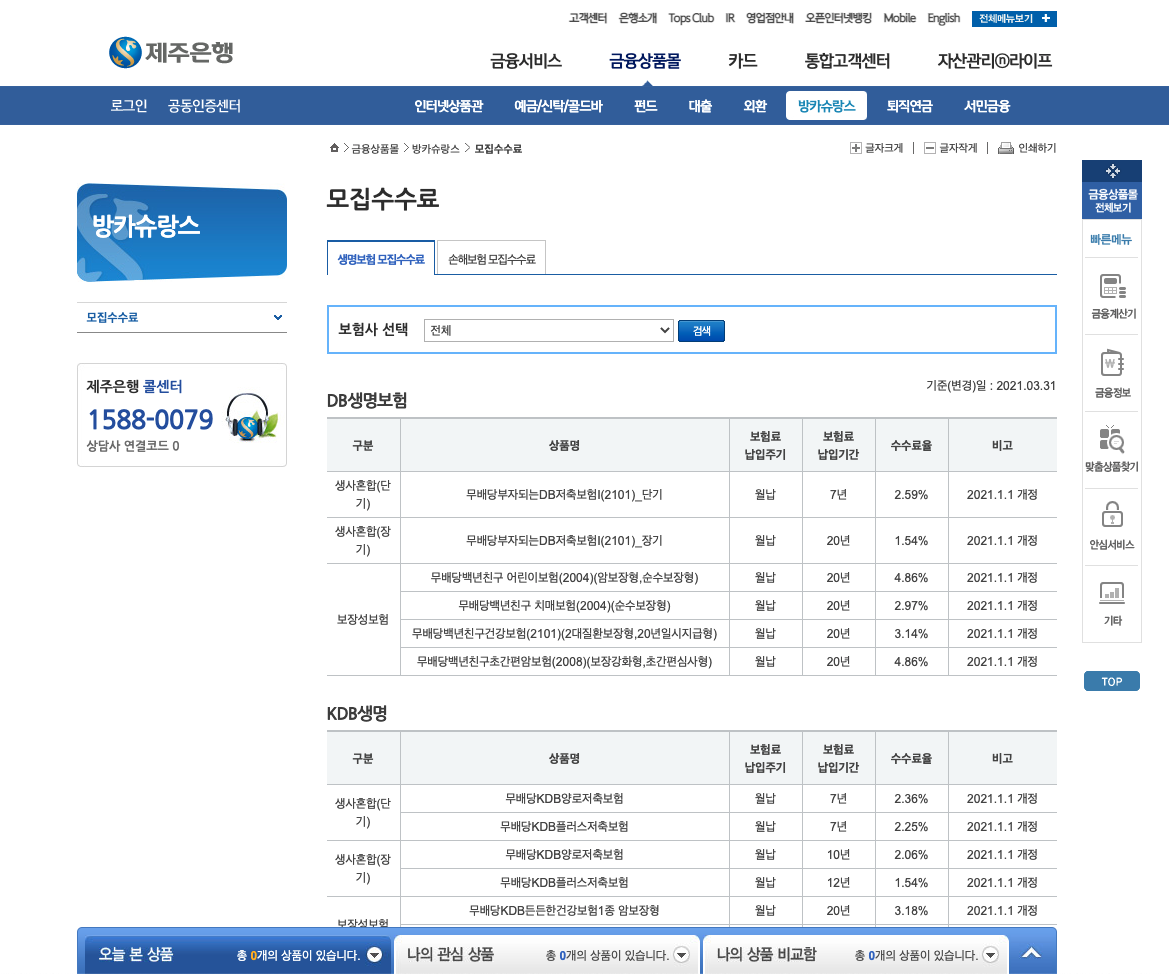 고객센터 은행소개 Tops Club IR 영업점안내 오픈인터넷뱅킹 Mobile English 전체메뉴보기 +
제주은행
금융서비스 금융상품몰 카드 통합고객센터 자산관리ⓝ라이프
로그인 공동인증센터 인터넷상품관 예금/신탁/골드바 펀드 대출 외환 방카슈랑스 퇴직연금 서민금융
금융상품몰 > 방카슈랑스 > 모집수수료
글자크게 | 글자작게 | 인쇄하기
방카슈랑스
모집수수료
제주은행 콜센터
1588-0079
상담사 연결코드 0
모집수수료
생명보험 모집수수료 손해보험 모집수수료
보험사 선택 전체 검색
기준(변경)일 : 2021.03.31
DB생명보험
구분 상품명 보험료 납입주기 보험료 납입기간 수수료율 비고
생사혼합(단기) 무배당부자되는DB저축보험I(2101)_단기 월납 7년 2.59% 2021.1.1 개정
생사혼합(장기) 무배당부자되는DB저축보험I(2101)_장기 월납 20년 1.54% 2021.1.1 개정
보장성보험 무배당백년친구 어린이보험(2004)(암보장형,순수보장형) 월납 20년 4.86% 2021.1.1 개정
무배당백년친구 치매보험(2004)(순수보장형) 월납 20년 2.97% 2021.1.1 개정
무배당백년친구건강보험(2101)(2대질환보장형,20년일시지급형) 월납 20년 3.14% 2021.1.1 개정
무배당백년친구초간편암보험(2008)(보장강화형,초간편심사형) 월납 20년 4.86% 2021.1.1 개정
KDB생명
구분 상품명 보험료 납입주기 보험료 납입기간 수수료율 비고
생사혼합(단기) 무배당KDB양로저축보험 월납 7년 2.36% 2021.1.1 개정
무배당KDB플러스저축보험 월납 7년 2.25% 2021.1.1 개정
생사혼합(장기) 무배당KDB양로저축보험 월납 10년 2.06% 2021.1.1 개정
무배당KDB플러스저축보험 월납 12년 1.54% 2021.1.1 개정
보장성보험 무배당KDB든든한건강보험1종 암보장형 월납 20년 3.18% 2021.1.1 개정
금융상품몰
전체보기
빠른메뉴
금융계산기
금융정보
맞춤상품찾기
안심서비스
기타
TOP
오늘 본 상품 총 0개의 상품이 있습니다.
나의 관심 상품 총 0개의 상품이 있습니다.
나의 상품 비교함 총 0개의 상품이 있습니다.